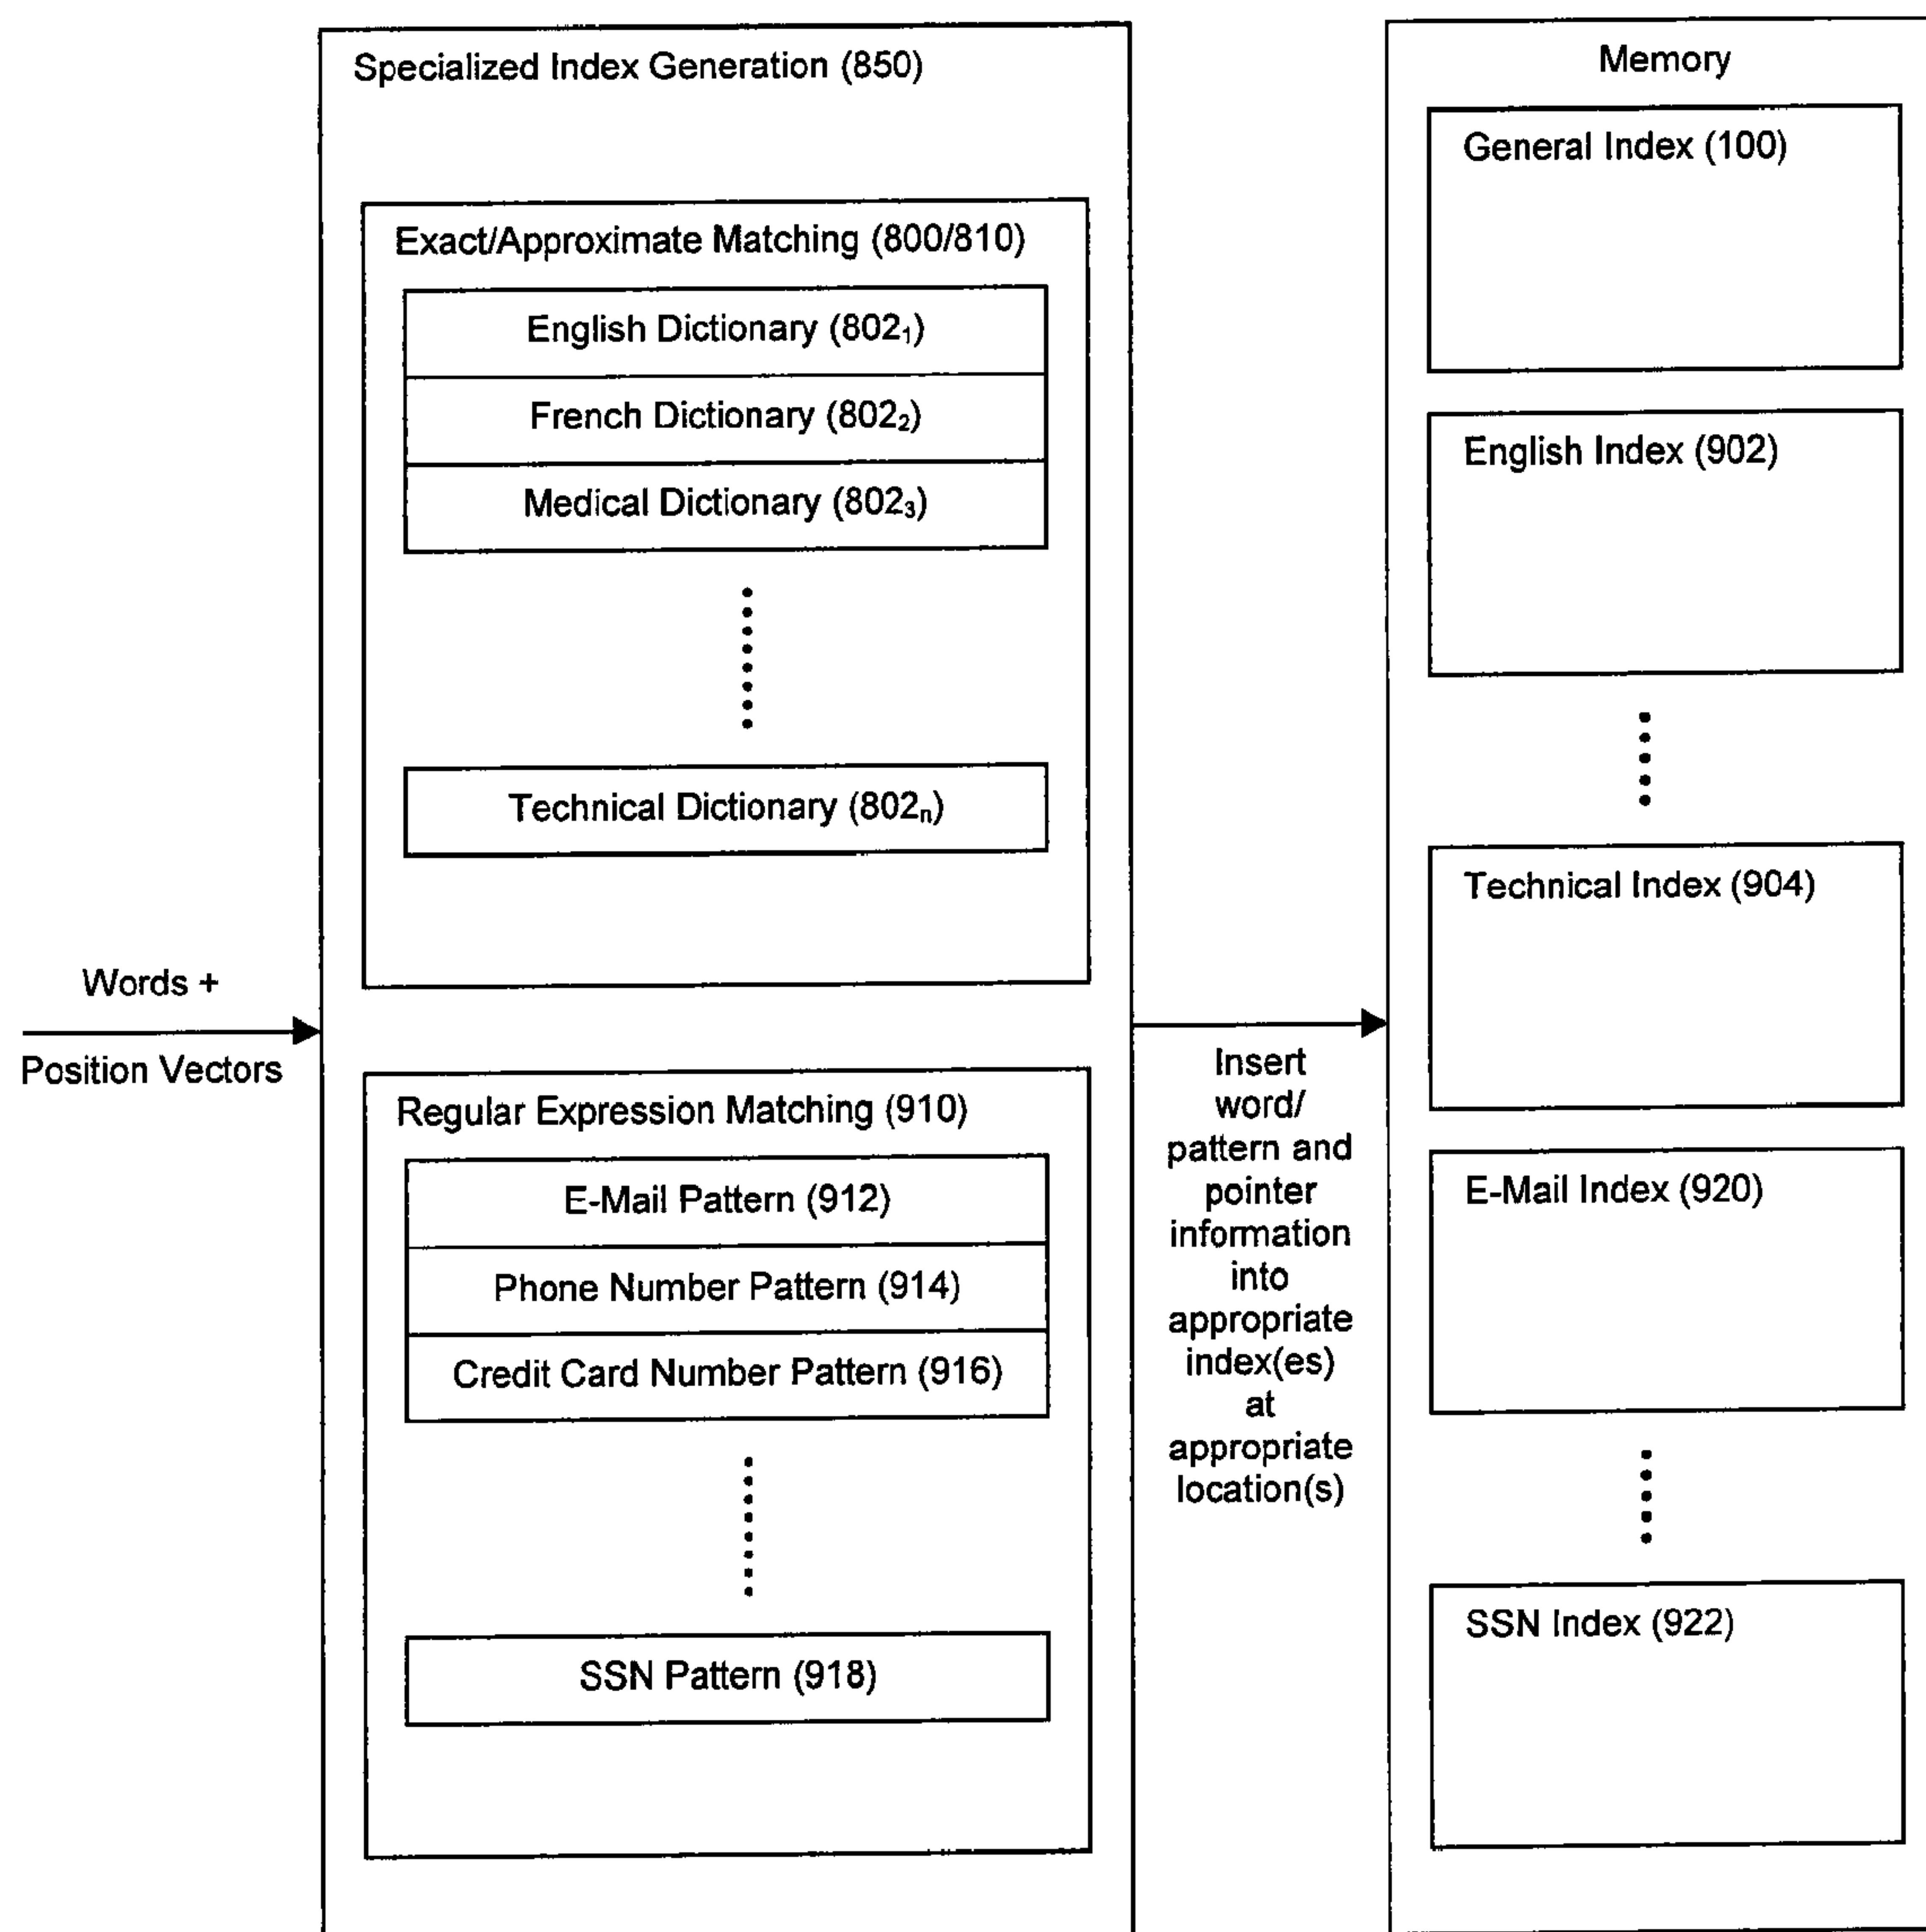 Words +
Position Vectors
Specialized Index Generation (850)
Exact/Approximate Matching (800/810)
English Dictionary (802₁)
French Dictionary (802₂)
Medical Dictionary (802₃)
Technical Dictionary (802ₙ)
Regular Expression Matching (910)
E-Mail Pattern (912)
Phone Number Pattern (914)
Credit Card Number Pattern (916)
SSN Pattern (918)
Insert
word/
pattern and
pointer
information
into
appropriate
index(es)
at
appropriate
location(s)
Memory
General Index (100)
English Index (902)
Technical Index (904)
E-Mail Index (920)
SSN Index (922)